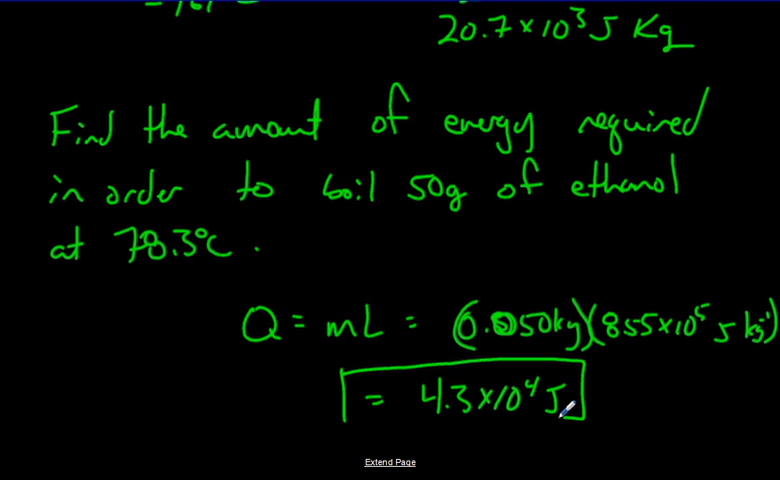 20.7×10³ J Kg
Find the amount of energy required
in order to boil 50g of ethanol
at 78.3°C.
Q = mL = (0.050kg)(855×10⁵ J kg⁻¹)
= 4.3×10⁴ J
Extend Page